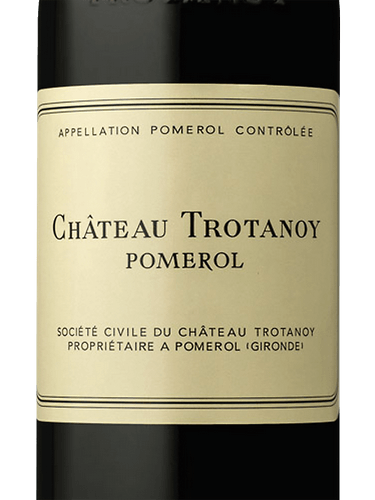 APPELLATION POMEROL CONTRÔLÉE
CHÂTEAU TROTANOY
POMEROL
SOCIÉTÉ CIVILE DU CHÂTEAU TROTANOY
PROPRIÉTAIRE A POMEROL (GIRONDE)